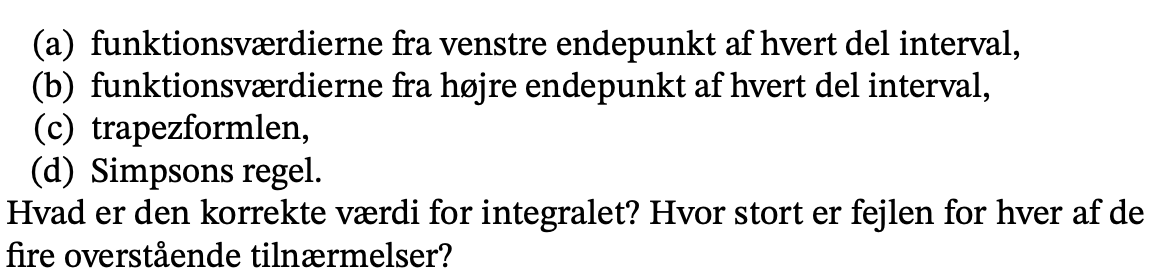 (a) funktionsværdierne fra venstre endepunkt af hvert del interval,
(b) funktionsværdierne fra højre endepunkt af hvert del interval,
(c) trapezformlen,
(d) Simpsons regel.
Hvad er den korrekte værdi for integralet? Hvor stort er fejlen for hver af de
fire overstående tilnærmelser?